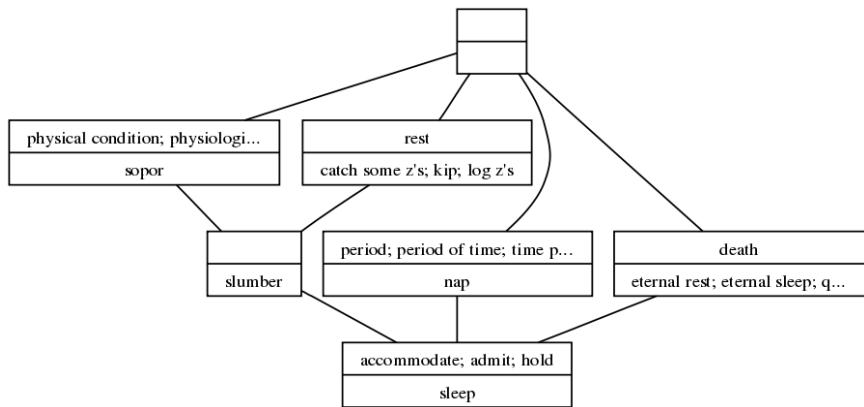 physical condition; physiologi...
sopor
rest
catch some z's; kip; log z's
slumber
period; period of time; time p...
nap
death
eternal rest; eternal sleep; q...
accommodate; admit; hold
sleep